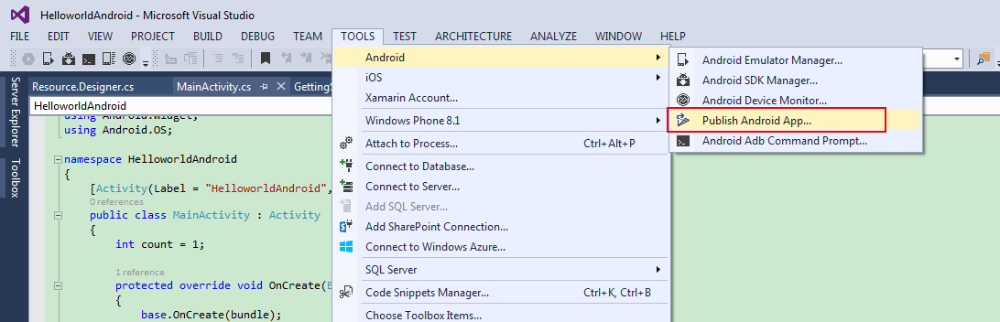 HelloworldAndroid - Microsoft Visual Studio
FILE EDIT VIEW PROJECT BUILD DEBUG TEAM TOOLS TEST ARCHITECTURE ANALYZE WINDOW HELP
Server Explorer
Toolbox
Resource.Designer.cs MainActivity.cs GettingS
HelloworldAndroid
using Android.Widget;
using Android.OS;
namespace HelloworldAndroid
{
[Activity(Label = "HelloworldAndroid",
0 references
public class MainActivity : Activity
{
int count = 1;
1 reference
protected override void OnCreate(B
{
base.OnCreate(bundle);
Android
iOS
Xamarin Account...
Windows Phone 8.1
Attach to Process... Ctrl+Alt+P
Connect to Database...
Connect to Server...
Add SQL Server...
Add SharePoint Connection...
Connect to Windows Azure...
SQL Server
Code Snippets Manager... Ctrl+K, Ctrl+B
Choose Toolbox Items...
Android Emulator Manager...
Android SDK Manager...
Android Device Monitor...
Publish Android App...
Android Adb Command Prompt...